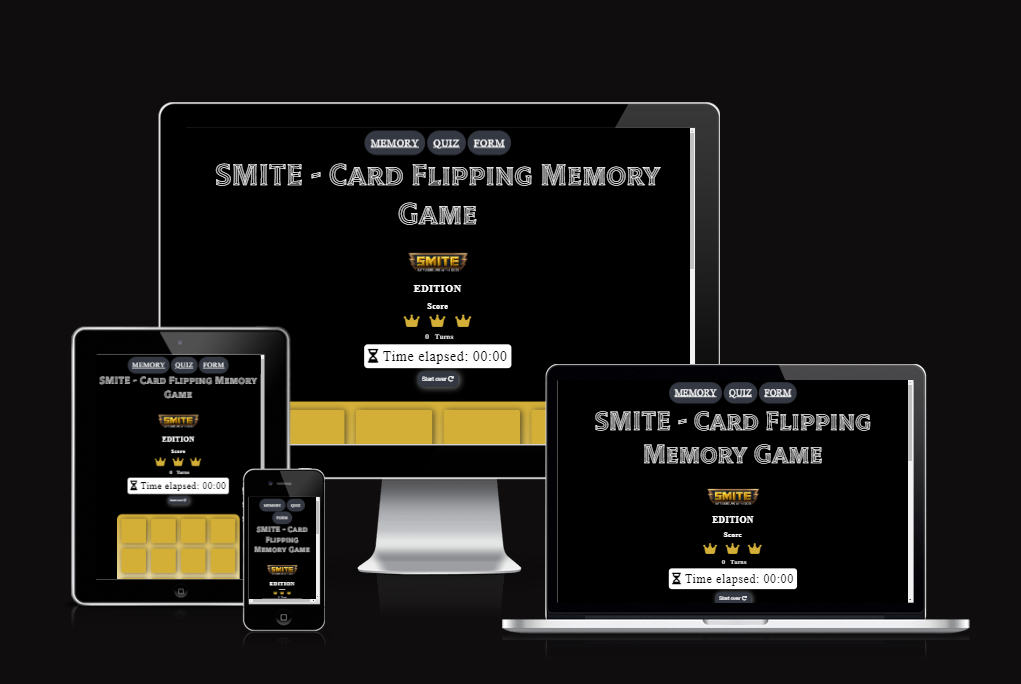 MEMORY QUIZ FORM
SMITE - Card Flipping Memory
Game
SMITE
EDITION
Score
0 Turns
Time elapsed: 00:00
Start over
MEMORY QUIZ FORM
SMITE - Card Flipping Memory
Game
SMITE
EDITION
Score
0 Turns
Time elapsed: 00:00
Start over
MEMORY QUIZ
FORM
SMITE - Card
Flipping
Memory Game
SMITE
EDITION
MEMORY QUIZ FORM
SMITE - Card Flipping
Memory Game
SMITE
EDITION
Score
0 Turns
Time elapsed: 00:00
Start over